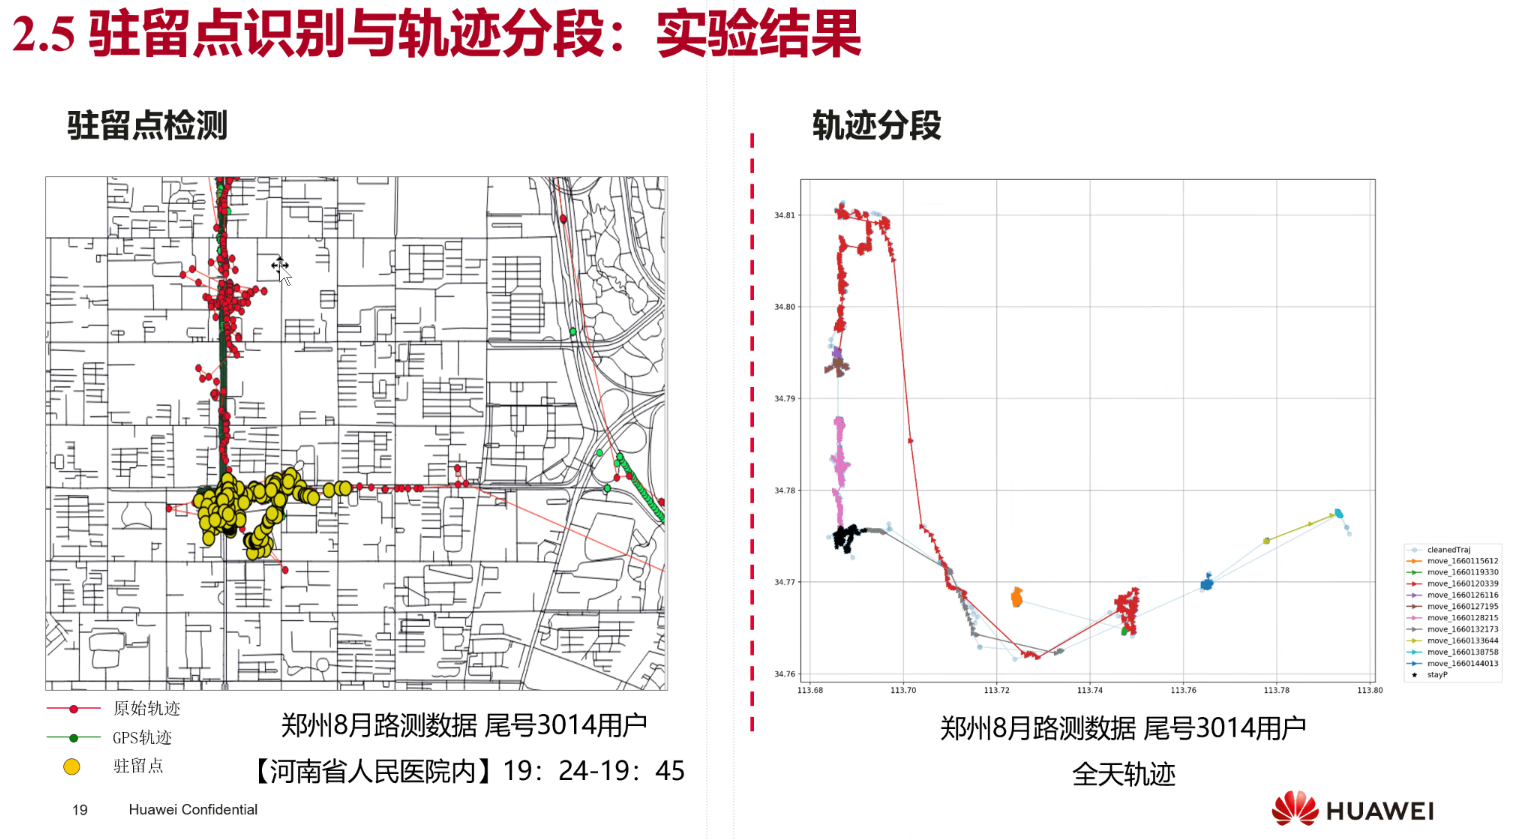 2.5 驻留点识别与轨迹分段：实验结果
驻留点检测
原始轨迹
GPS轨迹
驻留点
郑州8月路测数据 尾号3014用户
【河南省人民医院内】19：24-19：45
轨迹分段
34.81
34.80
34.79
34.78
34.77
34.76
113.68
113.70
113.72
113.74
113.76
113.78
113.80
cleanedTraj
move_1660115612
move_1660119330
move_1660120339
move_1660126116
move_1660127195
move_1660128215
move_1660132173
move_1660133644
move_1660138758
move_1660144013
stayP
郑州8月路测数据 尾号3014用户
全天轨迹
19
Huawei Confidential
HUAWEI